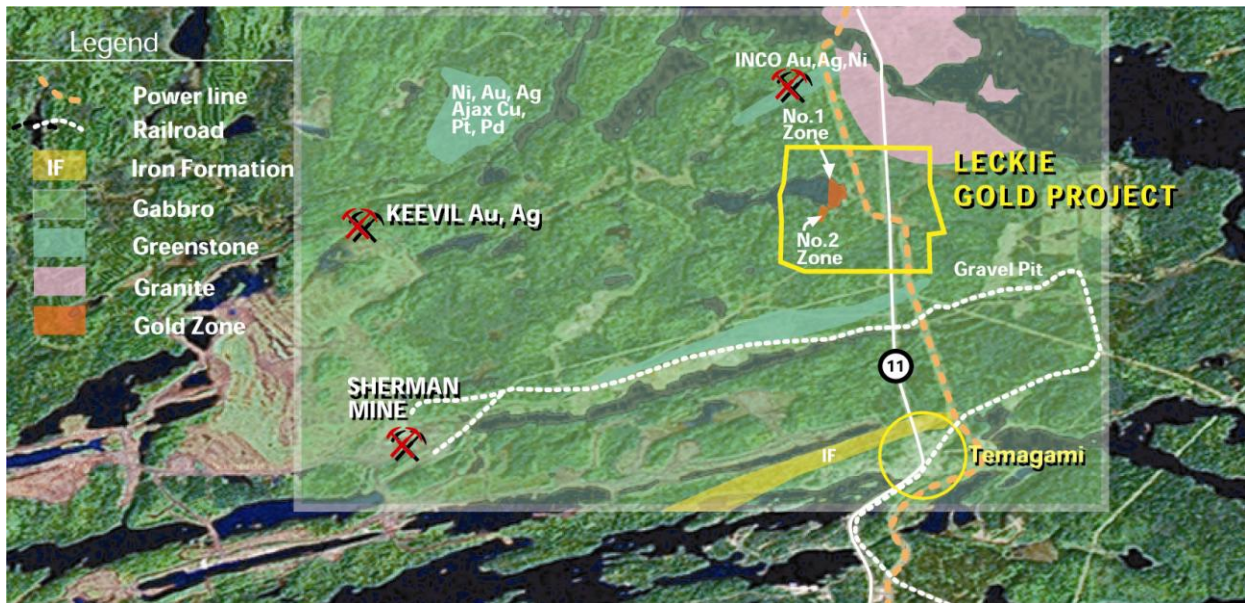 Legend
Power line
Railroad
IF
Iron Formation
Gabbro
Greenstone
Granite
Gold Zone
Ni, Au, Ag
Ajax Cu,
Pt, Pd
INCO Au,Ag,Ni
No.1
Zone
LECKIE
GOLD PROJECT
KEEVIL Au, Ag
No.2
Zone
Gravel Pit
11
SHERMAN
MINE
IF
Temagami